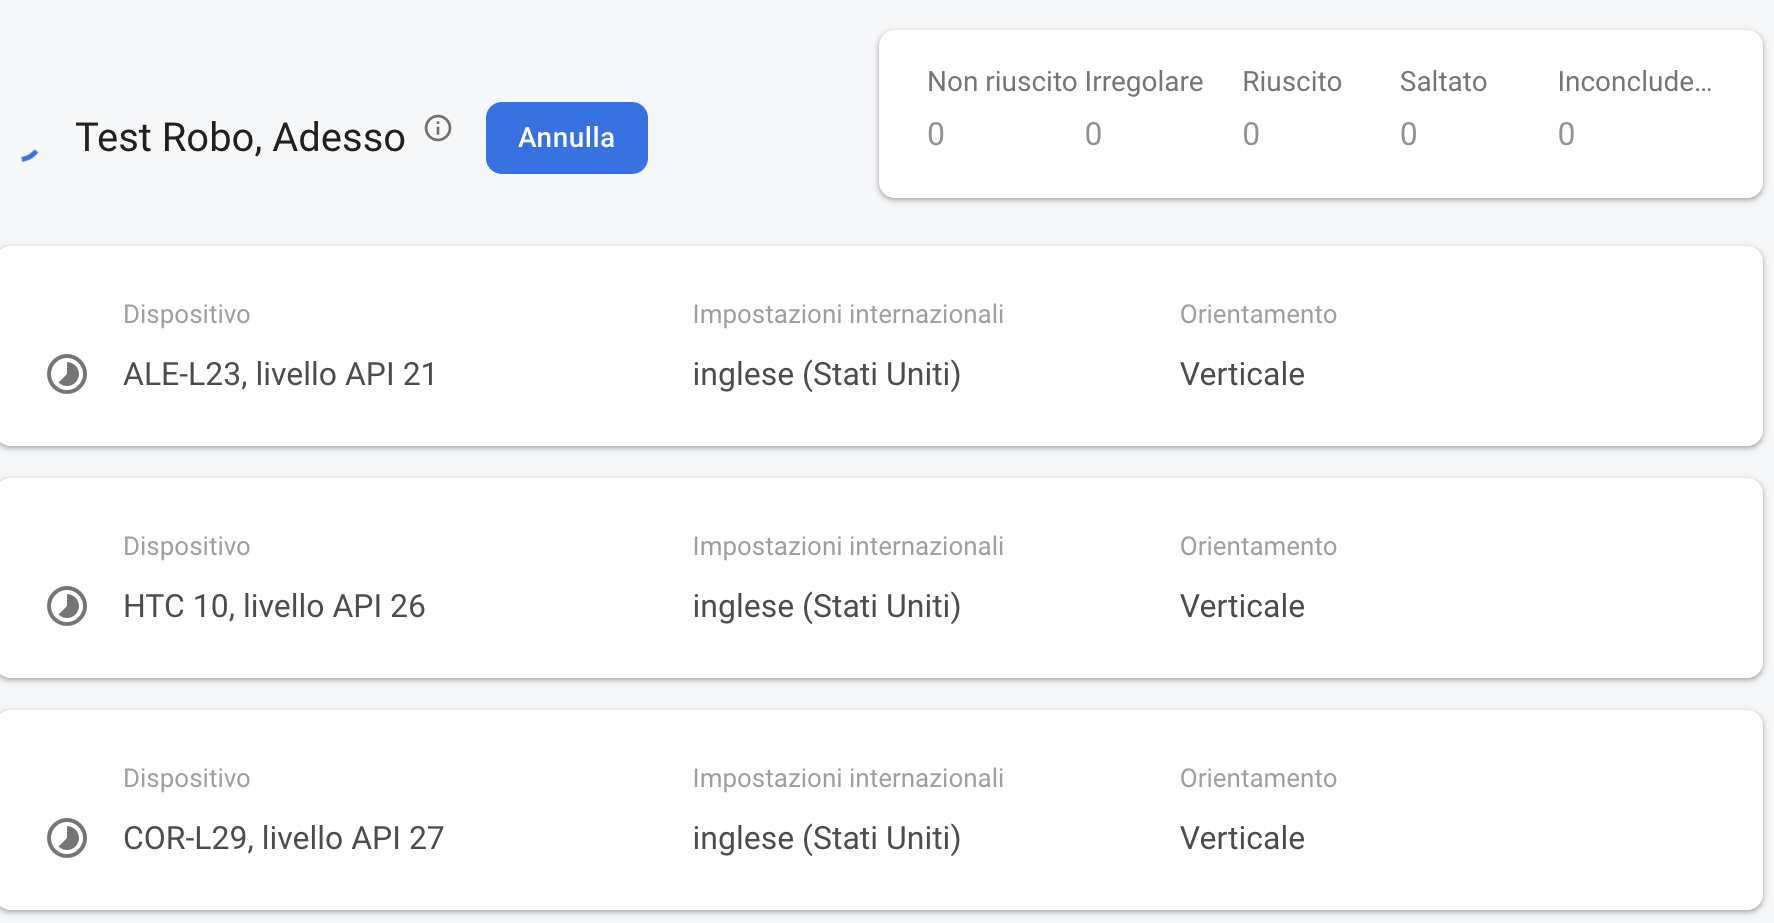 Test Robo, Adesso
Annulla
Non riuscito Irregolare Riuscito Saltato Inconclude...
0 0 0 0 0
Dispositivo Impostazioni internazionali Orientamento
ALE-L23, livello API 21 inglese (Stati Uniti) Verticale
Dispositivo Impostazioni internazionali Orientamento
HTC 10, livello API 26 inglese (Stati Uniti) Verticale
Dispositivo Impostazioni internazionali Orientamento
COR-L29, livello API 27 inglese (Stati Uniti) Verticale